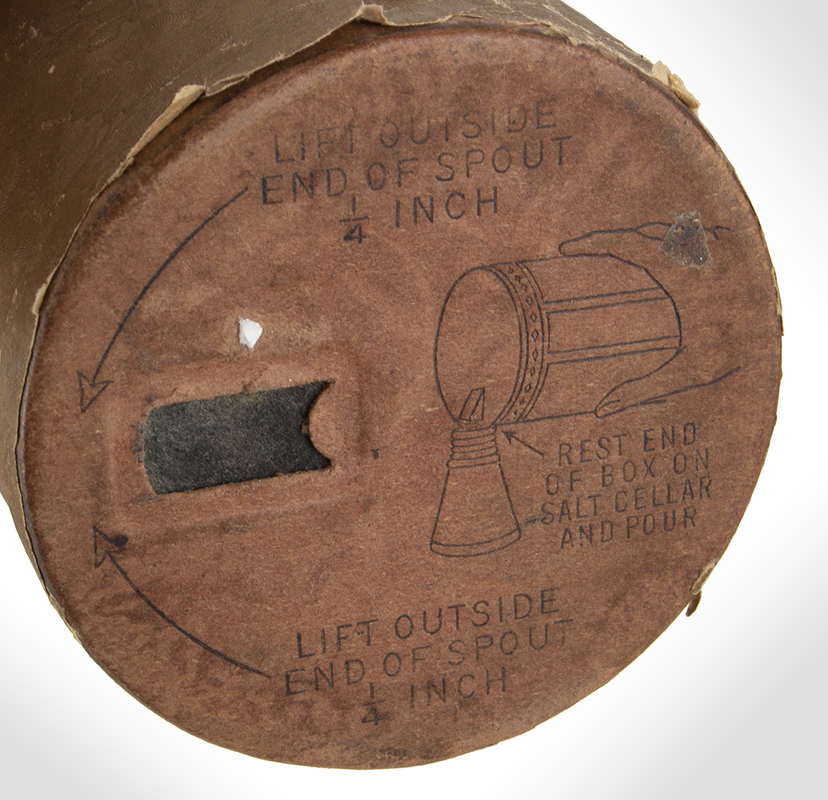 LIFT OUTSIDE
END OF SPOUT
1/4 INCH
REST END
OF BOX ON
SALT CELLAR
AND POUR
LIFT OUTSIDE
END OF SPOUT
1/4 INCH